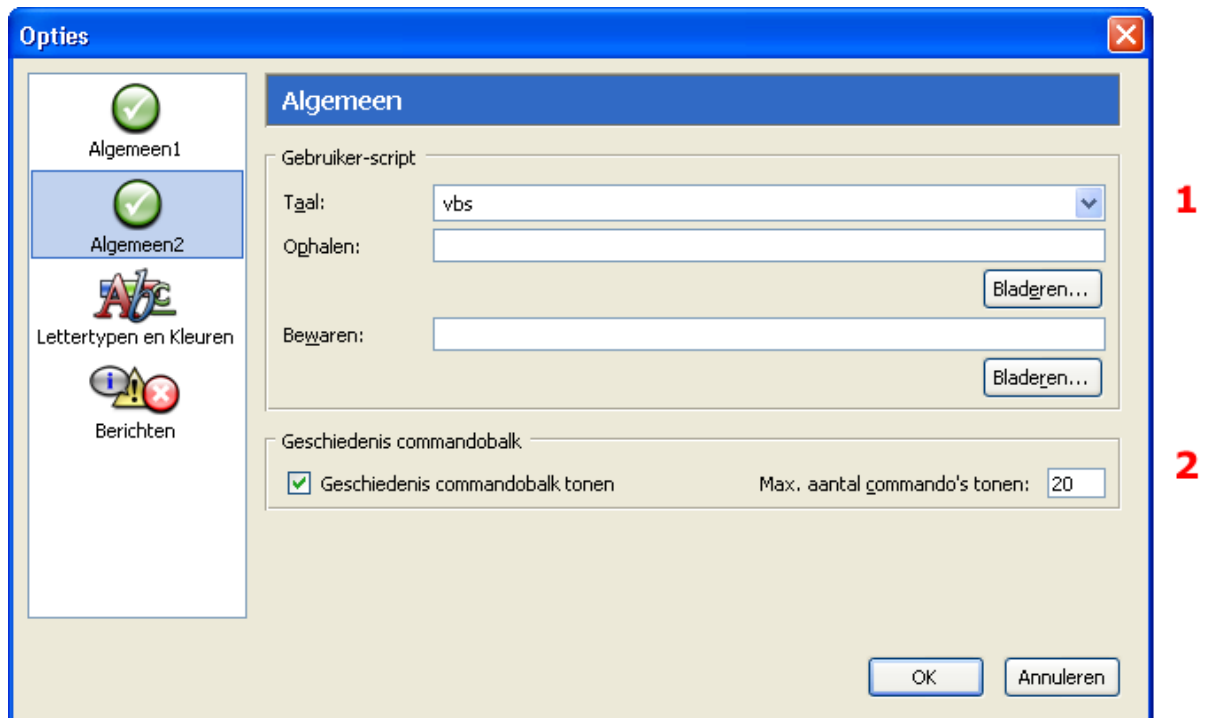 Opties
Algemeen1
Algemeen2
Lettertypen en Kleuren
Berichten
Algemeen
Gebruiker-script
Taal: vbs
1
Ophalen:
Bladeren...
Bewaren:
Bladeren...
Geschiedenis commandobalk
2
Geschiedenis commandobalk tonen Max. aantal commando's tonen: 20
OK Annuleren